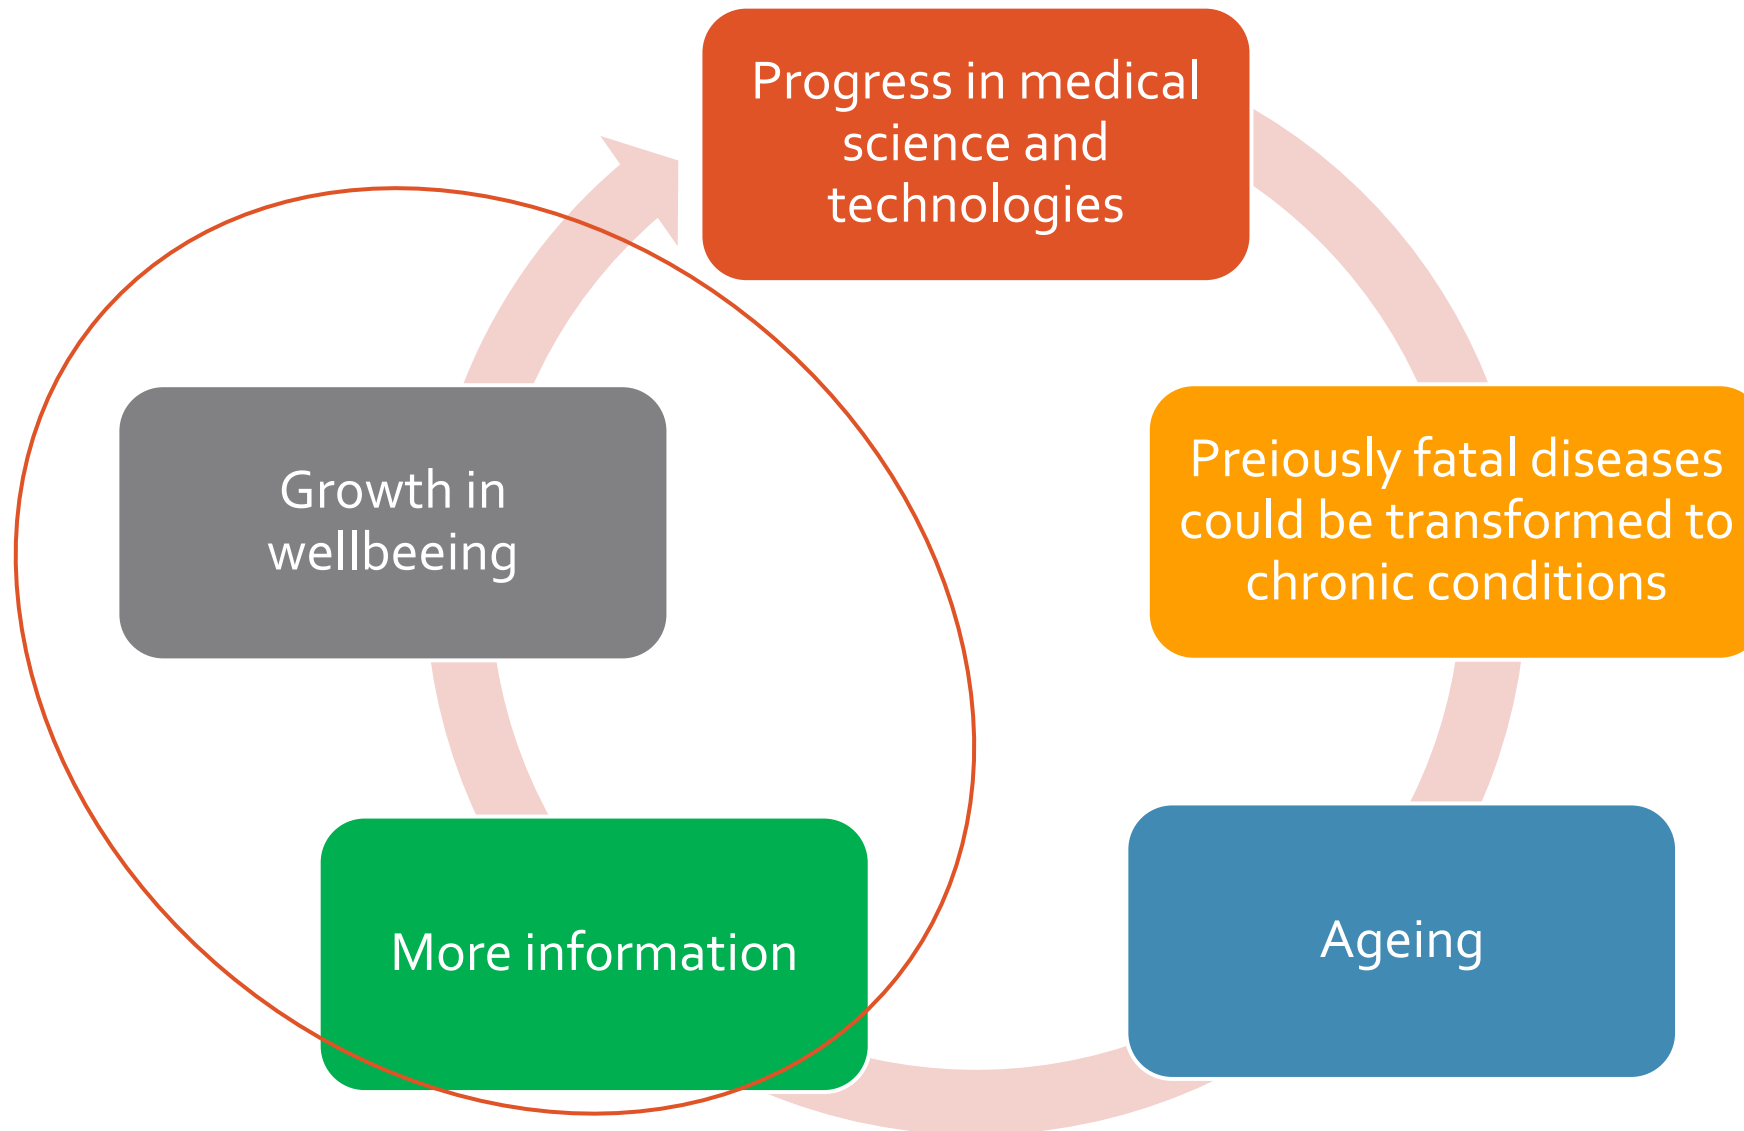 Progress in medical
science and
technologies
Preiously fatal diseases
could be transformed to
chronic conditions
Ageing
More information
Growth in
wellbeeing